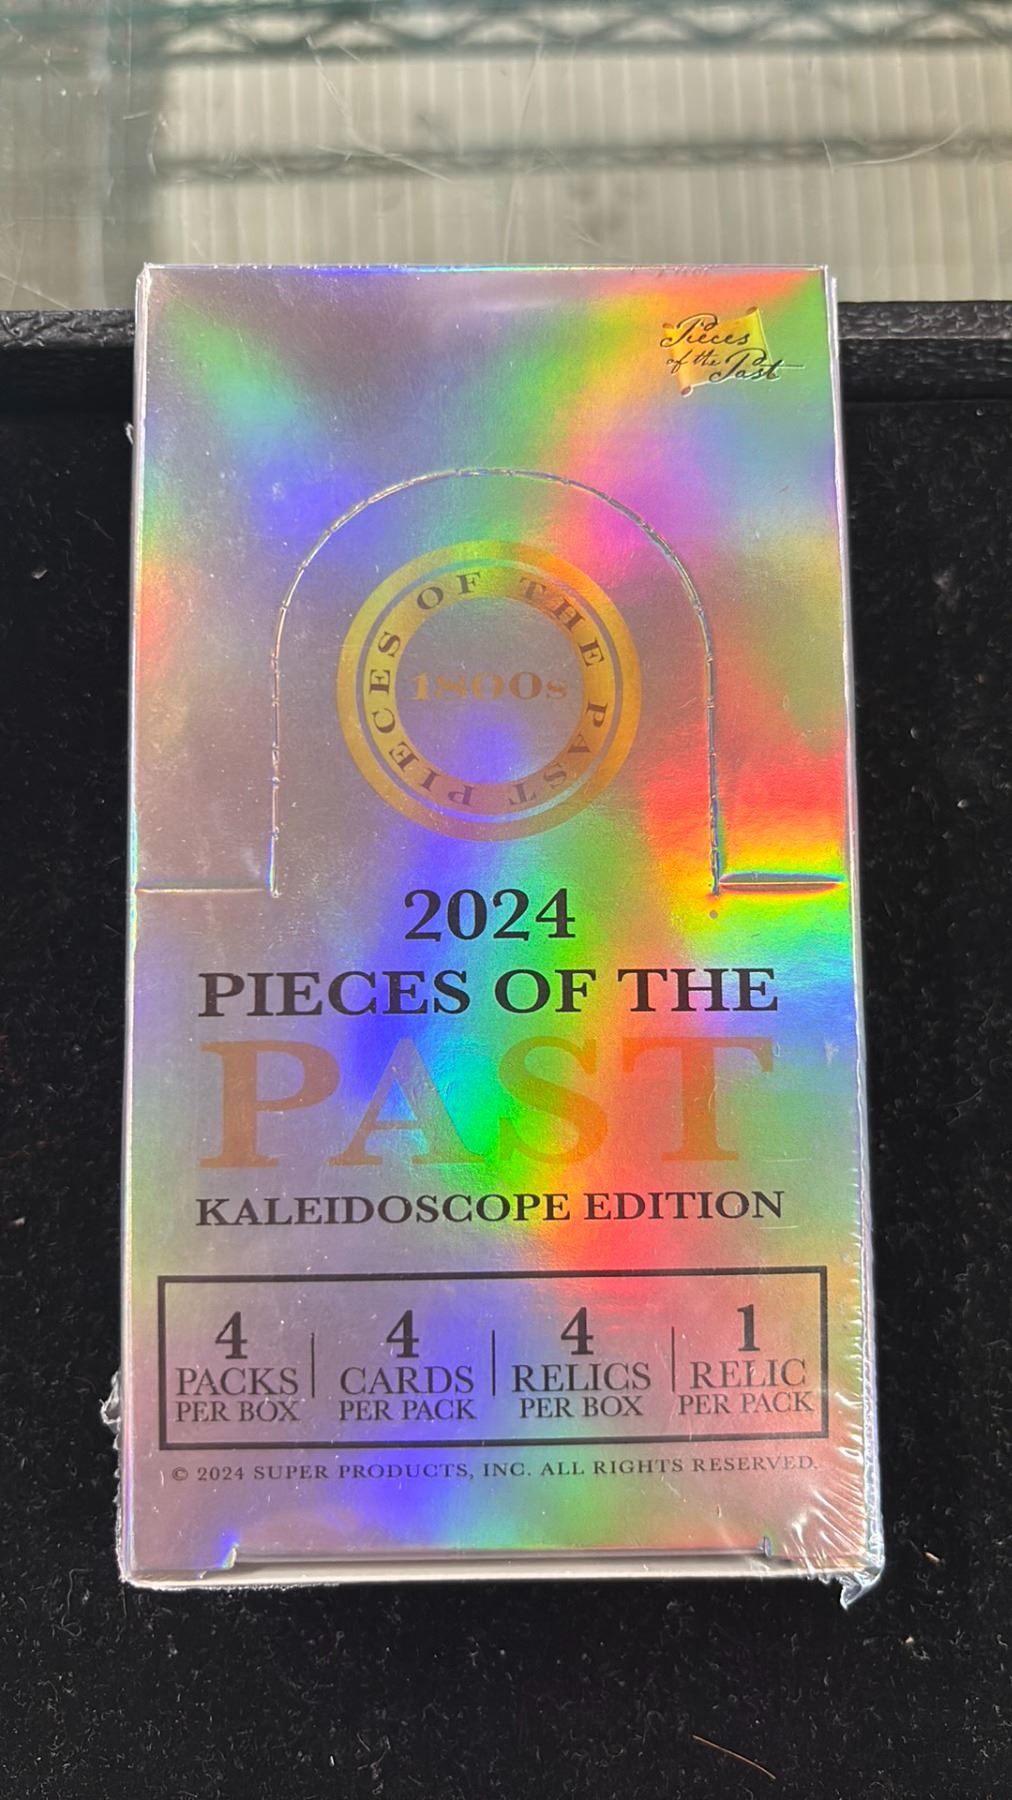 Pieces
of the Past
PIECES OF THE PAST
1800s
2024
PIECES OF THE
PAST
KALEIDOSCOPE EDITION
4
PACKS
PER BOX
4
CARDS
PER PACK
4
RELICS
PER BOX
1
RELIC
PER PACK
© 2024 SUPER PRODUCTS, INC. ALL RIGHTS RESERVED.